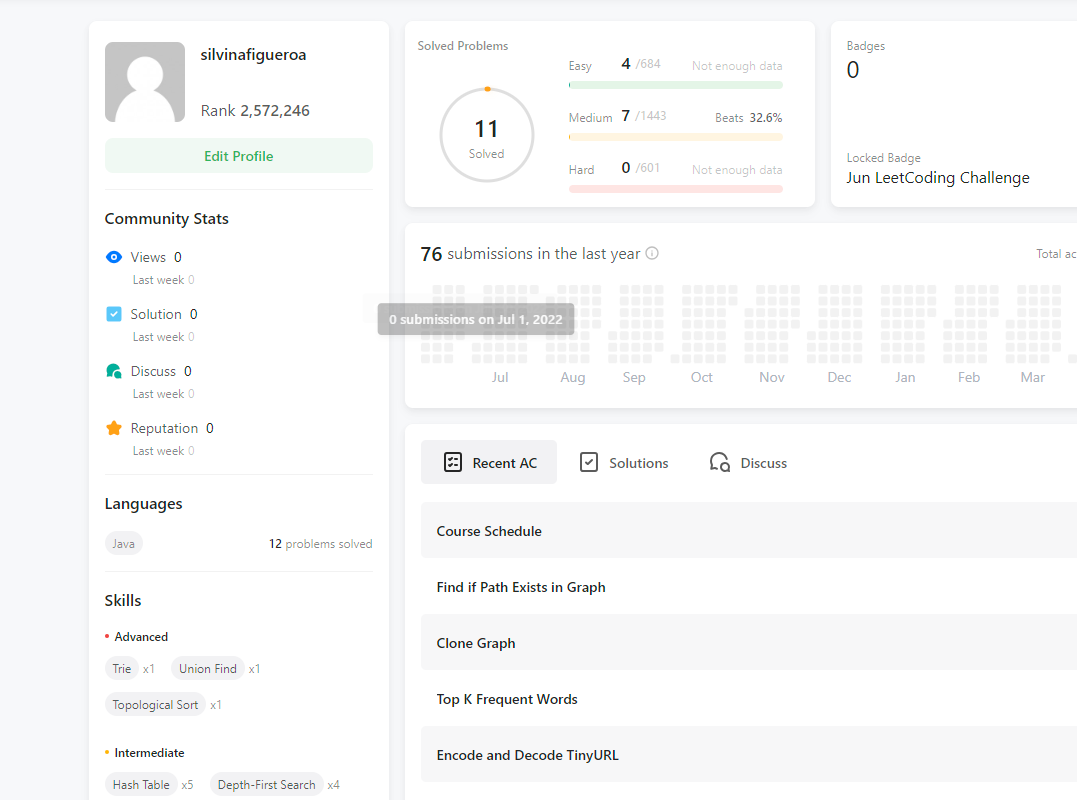 silvinafigueroa
Rank 2,572,246
Edit Profile
Community Stats
Views 0
Last week 0
Solution 0
Last week 0
Discuss 0
Last week 0
Reputation 0
Last week 0
Languages
Java 12 problems solved
Skills
Advanced
Trie x1 Union Find x1
Topological Sort x1
Intermediate
Hash Table x5 Depth-First Search x4
Solved Problems
11
Solved
Easy 4 /684 Not enough data
Medium 7 /1443 Beats 32.6%
Hard 0 /601 Not enough data
Badges
0
Locked Badge
Jun LeetCoding Challenge
76 submissions in the last year
Total ac
0 submissions on Jul 1, 2022
Jul Aug Sep Oct Nov Dec Jan Feb Mar
Recent AC Solutions Discuss
Course Schedule
Find if Path Exists in Graph
Clone Graph
Top K Frequent Words
Encode and Decode TinyURL